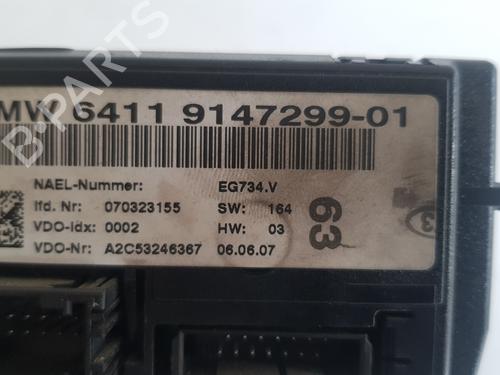 MW 6411 9147299-01
NAEL-Nummer: EG734.V
lfd. Nr: 070323155 SW: 164
VDO-Idx: 0002 HW: 03
VDO-Nr: A2C53246367 06.06.07
63
B-PARTS